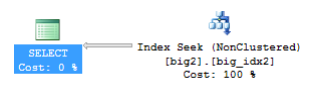 SELECT
Cost: 0 %
Index Seek (NonClustered)
[big2].[big_idx2]
Cost: 100 %